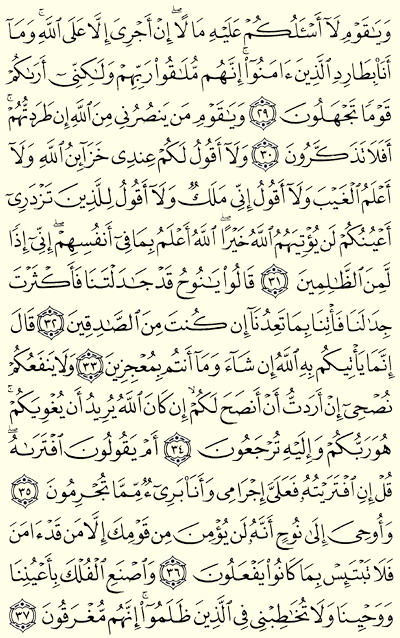 وَيَٰقَوْمِ لَآ أَسْـَٔلُكُمْ عَلَيْهِ مَالًا ۖ إِنْ أَجْرِىَ إِلَّا عَلَى ٱللَّهِ ۚ وَمَآ
أَنَا۠ بِطَارِدِ ٱلَّذِينَ ءَامَنُوٓا۟ ۚ إِنَّهُم مُّلَٰقُوا۟ رَبِّهِمْ وَلَٰكِنِّىٓ أَرَىٰكُمْ
قَوْمًا تَجْهَلُونَ ٢٩ وَيَٰقَوْمِ مَن يَنصُرُنِى مِنَ ٱللَّهِ إِن طَرَدتُّهُمْ ۚ
أَفَلَا تَذَكَّرُونَ ٣٠ وَلَآ أَقُولُ لَكُمْ عِندِى خَزَآئِنُ ٱللَّهِ وَلَآ
أَعْلَمُ ٱلْغَيْبَ وَلَآ أَقُولُ إِنِّى مَلَكٌ وَلَآ أَقُولُ لِلَّذِينَ تَزْدَرِىٓ
أَعْيُنُكُمْ لَن يُؤْتِيَهُمُ ٱللَّهُ خَيْرًا ۖ ٱللَّهُ أَعْلَمُ بِمَا فِىٓ أَنفُسِهِمْ ۖ إِنِّىٓ إِذًا
لَّمِنَ ٱلظَّٰلِمِينَ ٣١ قَالُوا۟ يَٰنُوحُ قَدْ جَٰدَلْتَنَا فَأَكْثَرْتَ
جِدَٰلَنَا فَأْتِنَا بِمَا تَعِدُنَآ إِن كُنتَ مِنَ ٱلصَّٰدِقِينَ ٣٢ قَالَ
إِنَّمَا يَأْتِيكُم بِهِ ٱللَّهُ إِن شَآءَ وَمَآ أَنتُم بِمُعْجِزِينَ ٣٣ وَلَا يَنفَعُكُمْ
نُصْحِىٓ إِنْ أَرَدتُّ أَنْ أَنصَحَ لَكُمْ إِن كَانَ ٱللَّهُ يُرِيدُ أَن يُغْوِيَكُمْ ۚ
هُوَ رَبُّكُمْ وَإِلَيْهِ تُرْجَعُونَ ٣٤ أَمْ يَقُولُونَ ٱفْتَرَىٰهُ ۖ
قُلْ إِنِ ٱفْتَرَيْتُهُۥ فَعَلَىَّ إِجْرَامِى وَأَنَا۠ بَرِىٓءٌ مِّمَّا تُجْرِمُونَ ٣٥
وَأُوحِىَ إِلَىٰ نُوحٍ أَنَّهُۥ لَن يُؤْمِنَ مِن قَوْمِكَ إِلَّا مَن قَدْ ءَامَنَ
فَلَا تَبْتَئِسْ بِمَا كَانُوا۟ يَفْعَلُونَ ٣٦ وَٱصْنَعِ ٱلْفُلْكَ بِأَعْيُنِنَا
وَوَحْيِنَا وَلَا تُخَٰطِبْنِى فِى ٱلَّذِينَ ظَلَمُوٓا۟ ۚ إِنَّهُم مُّغْرَقُونَ ٣٧